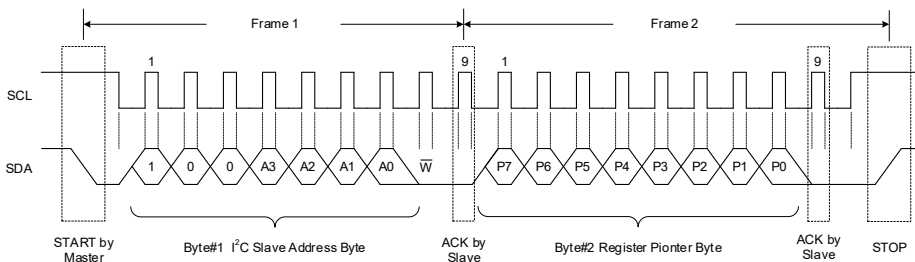 Frame 1 Frame 2
1 9 1 9
SCL
SDA 1 0 0 A3 A2 A1 A0 W̅ P7 P6 P5 P4 P3 P2 P1 P0
START by Master
Byte#1 I²C Slave Address Byte
ACK by Slave
Byte#2 Register Pionter Byte
ACK by Slave
STOP